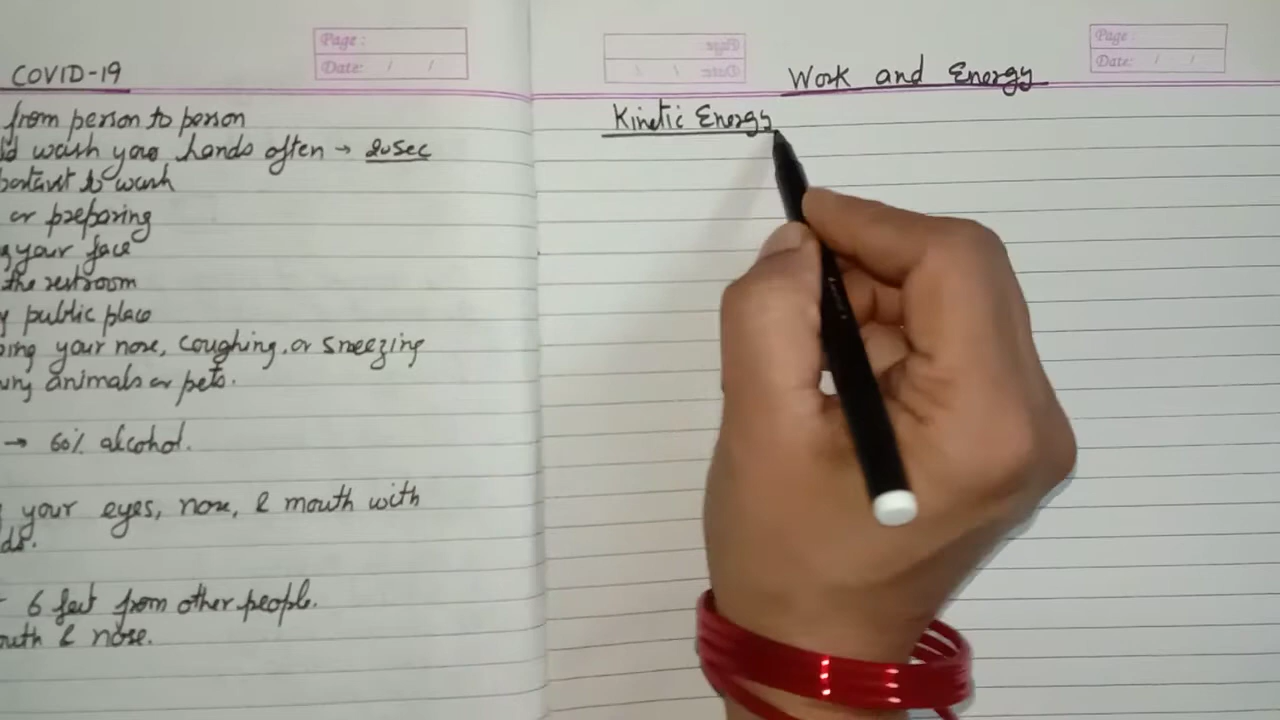 Page :
Date: / /
COVID-19
from person to person
wash your hands often → 20sec
to wash
or preparing
your face
the restroom
public place
your nose, coughing, or sneezing
animals or pets.
→ 60% alcohol.
your eyes, nose, & mouth with
6 feet from other people.
& nose.
Page :
Date: / /
Work and Energy
Kinetic Energy